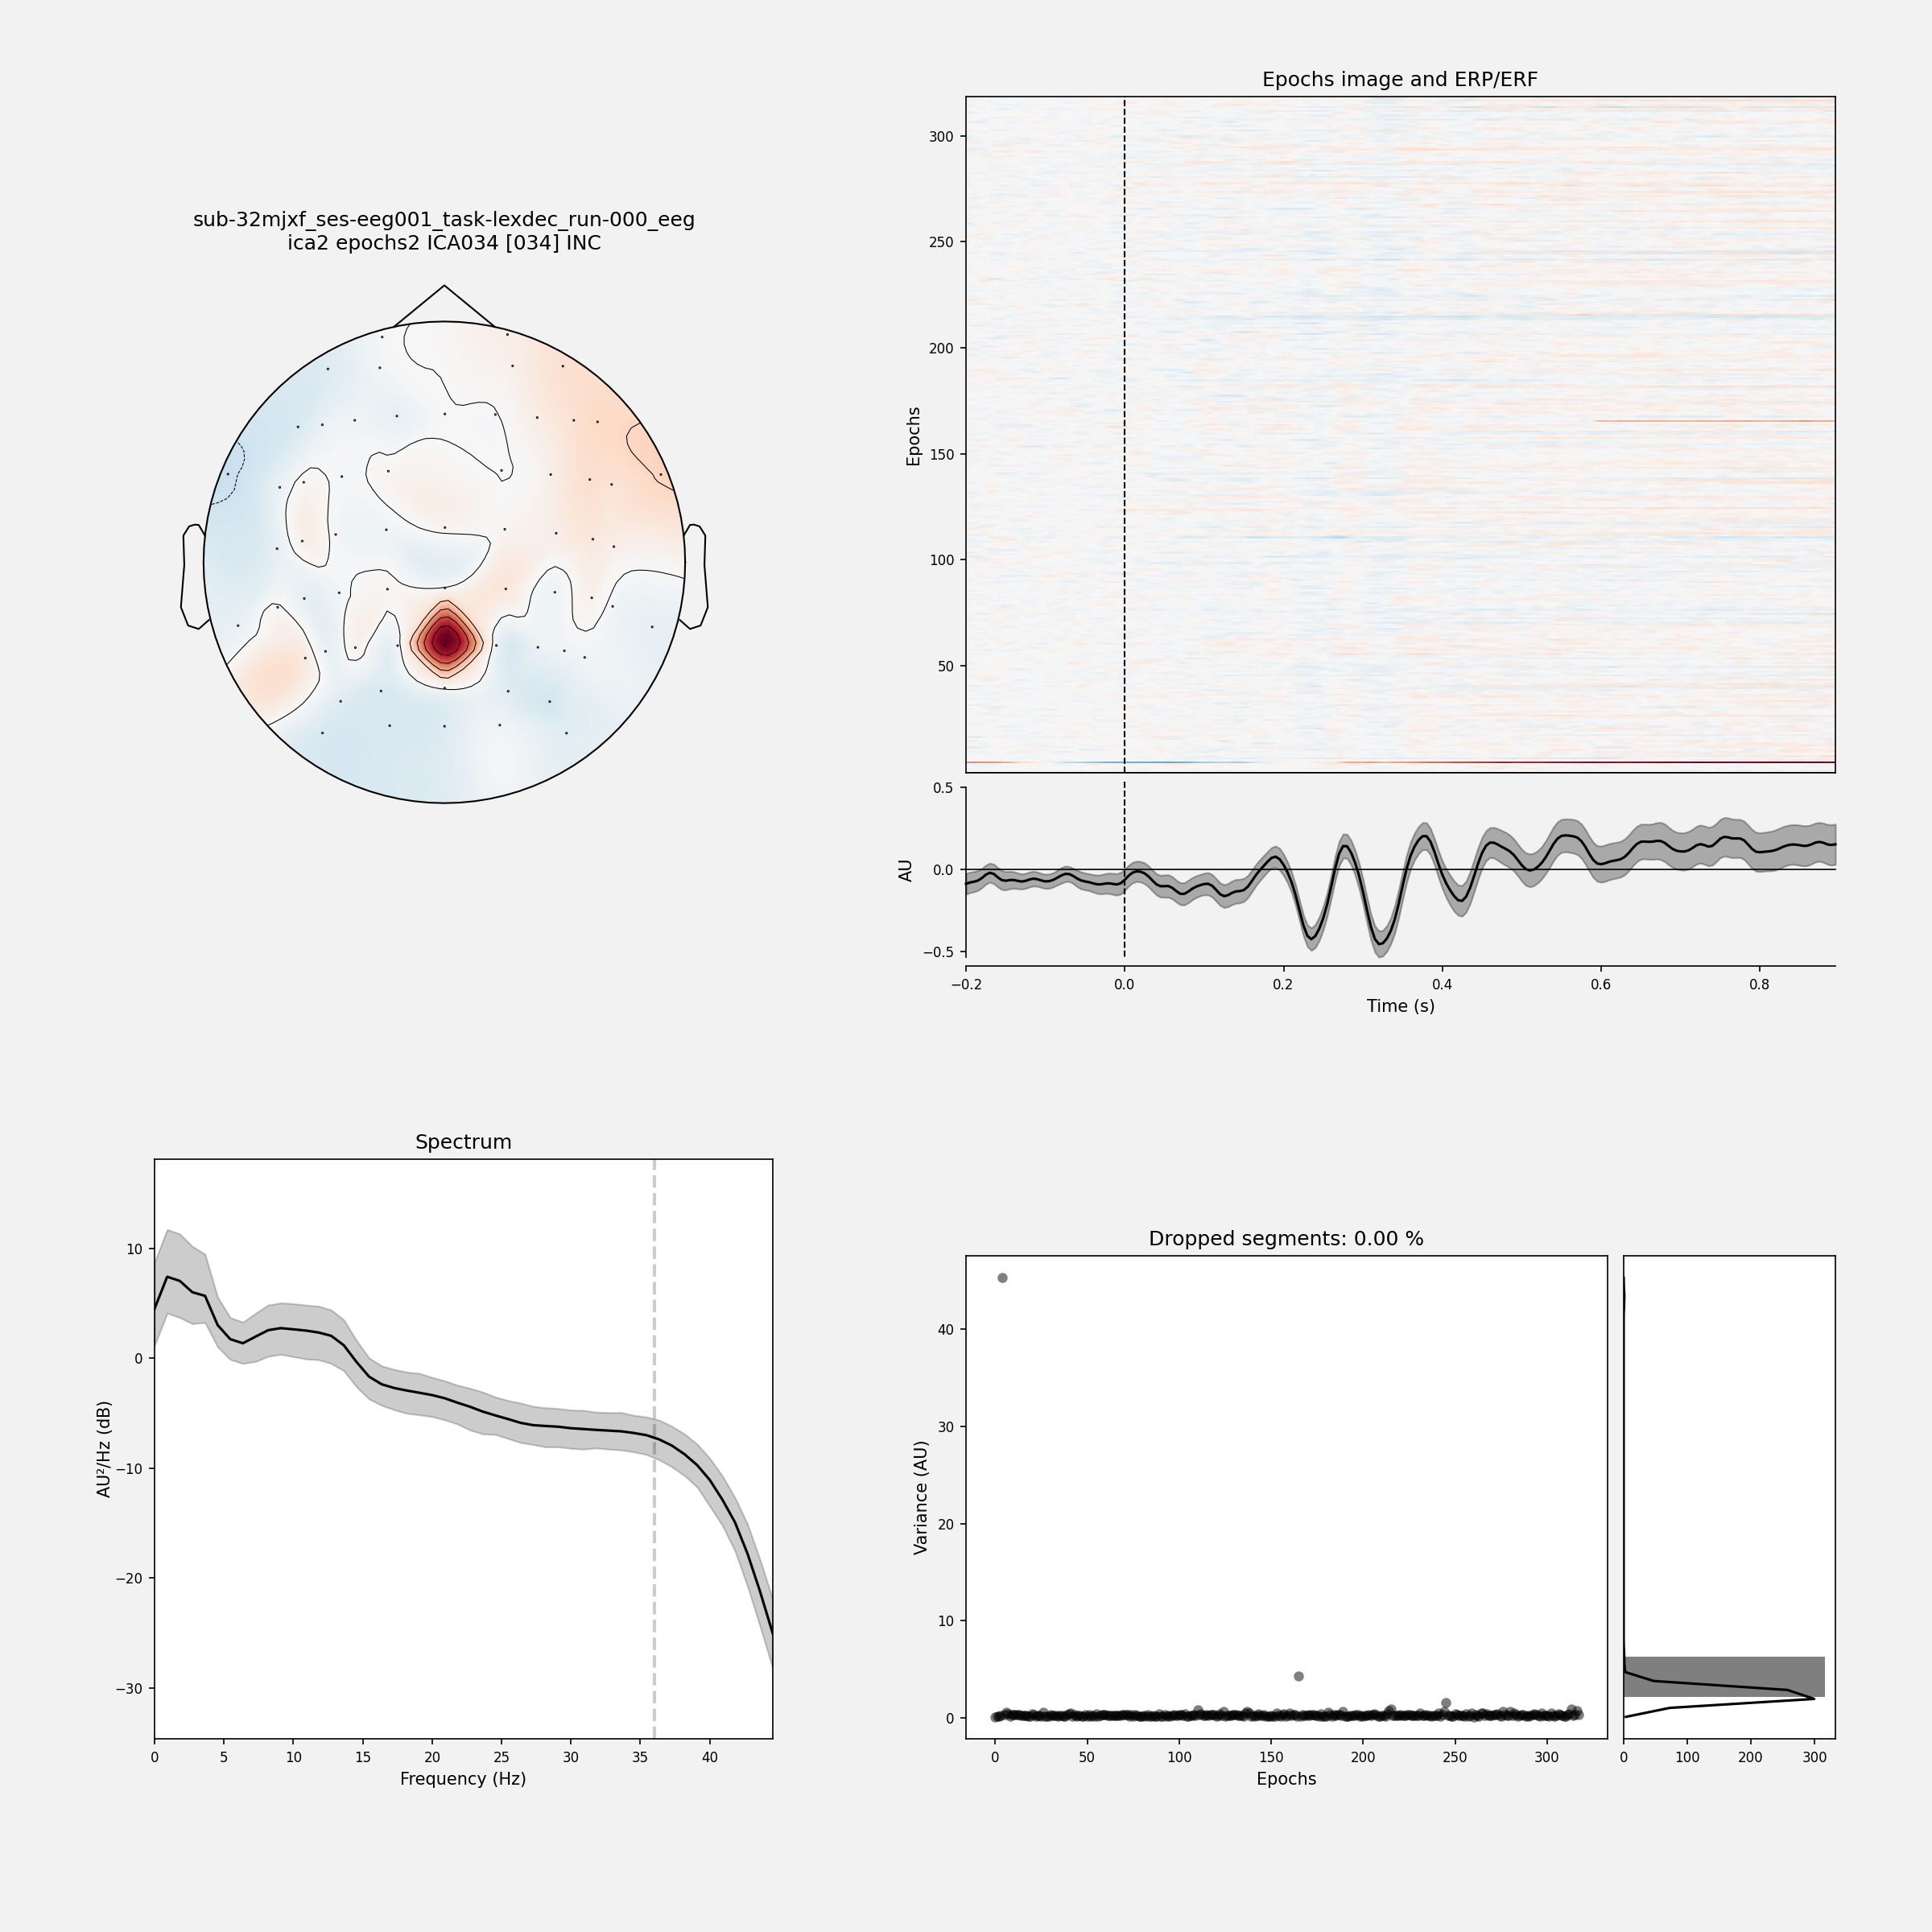 sub-32mjxf_ses-eeg001_task-lexdec_run-000_eeg
ica2 epochs2 ICA034 [034] INC
Epochs image and ERP/ERF
Epochs
300
250
200
150
100
50
AU
0.5
0.0
−0.5
−0.2 0.0 0.2 0.4 0.6 0.8
Time (s)
Spectrum
AU²/Hz (dB)
10
0
−10
−20
−30
0 5 10 15 20 25 30 35 40
Frequency (Hz)
Dropped segments: 0.00 %
Variance (AU)
40
30
20
10
0
0 50 100 150 200 250 300
Epochs
0 100 200 300